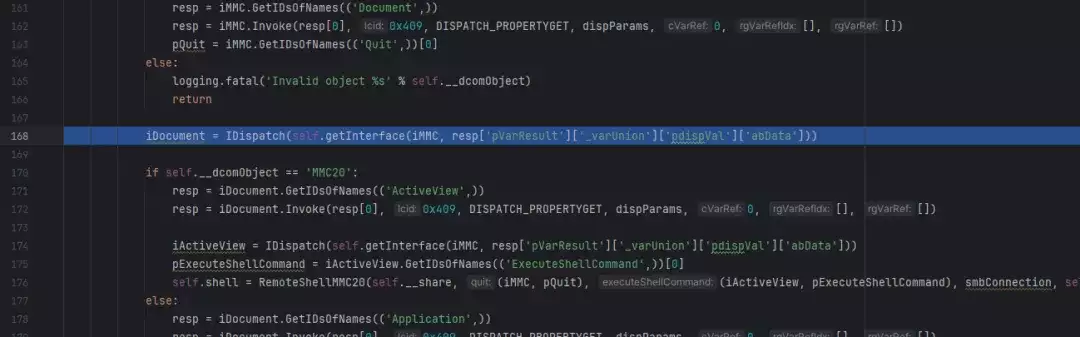 161 resp = iMMC.GetIDsOfNames(('Document',))
162 resp = iMMC.Invoke(resp[0], lcid: 0x409, DISPATCH_PROPERTYGET, dispParams, cVarRef: 0, rgVarRefIdx: [], rgVarRef: [])
163 pQuit = iMMC.GetIDsOfNames(('Quit',))[0]
164 else:
165 logging.fatal('Invalid object %s' % self.__dcomObject)
166 return
167
168 iDocument = IDispatch(self.getInterface(iMMC, resp['pVarResult']['_varUnion']['pdispVal']['abData']))
169
170 if self.__dcomObject == 'MMC20':
171 resp = iDocument.GetIDsOfNames(('ActiveView',))
172 resp = iDocument.Invoke(resp[0], lcid: 0x409, DISPATCH_PROPERTYGET, dispParams, cVarRef: 0, rgVarRefIdx: [], rgVarRef: [])
173
174 iActiveView = IDispatch(self.getInterface(iMMC, resp['pVarResult']['_varUnion']['pdispVal']['abData']))
175 pExecuteShellCommand = iActiveView.GetIDsOfNames(('ExecuteShellCommand',))[0]
176 self.shell = RemoteShellMMC20(self.__share, quit: (iMMC, pQuit), executeShellCommand: (iActiveView, pExecuteShellCommand), smbConnection, se
177 else:
178 resp = iDocument.GetIDsOfNames(('Application',))
179 resp = iDocument.Invoke(resp[0], lcid: 0x409, DISPATCH_PROPERTYGET, dispParams, cVarRef: 0, rgVarRefIdx: [], rgVarRef: [])